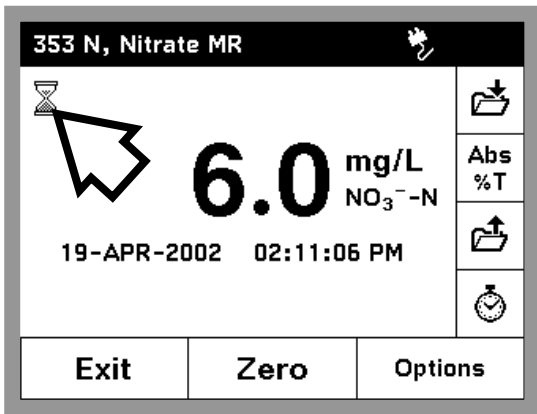 353 N, Nitrate MR
6.0 mg/L
NO₃⁻-N
19-APR-2002 02:11:06 PM
Abs
%T
Exit Zero Options